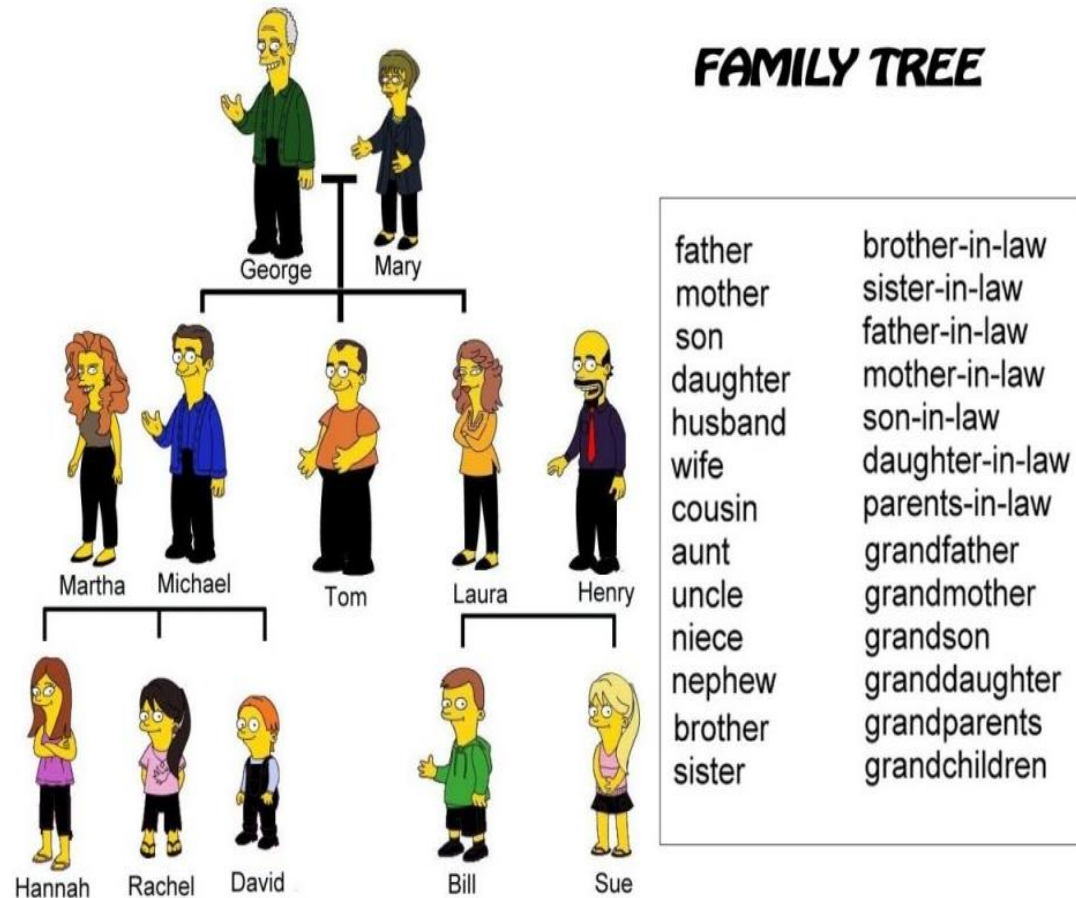 FAMILY TREE
George
Mary
Martha
Michael
Tom
Laura
Henry
Hannah
Rachel
David
Bill
Sue
father
mother
son
daughter
husband
wife
cousin
aunt
uncle
niece
nephew
brother
sister
brother-in-law
sister-in-law
father-in-law
mother-in-law
son-in-law
daughter-in-law
parents-in-law
grandfather
grandmother
grandson
granddaughter
grandparents
grandchildren